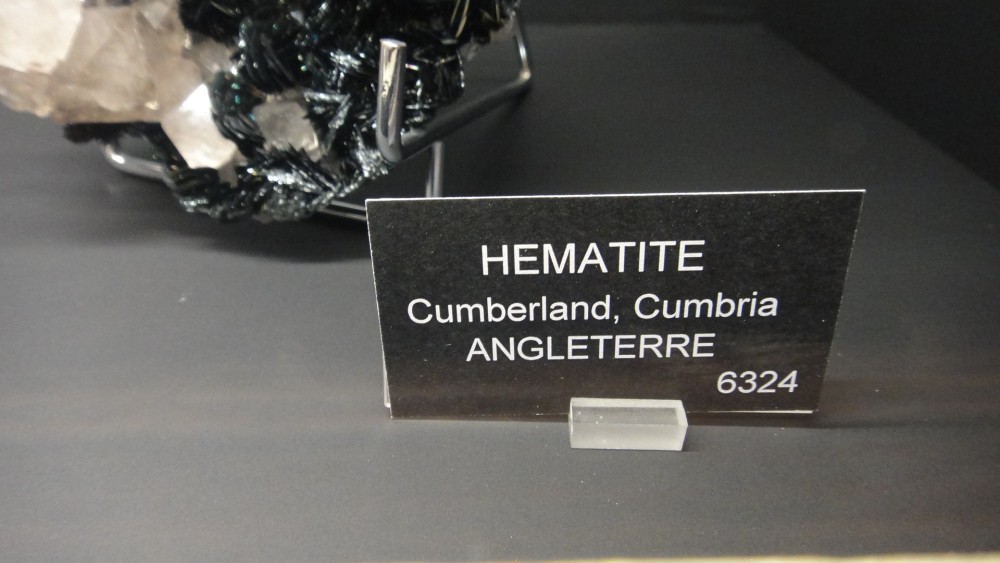 HEMATITE
Cumberland, Cumbria
ANGLETERRE
6324